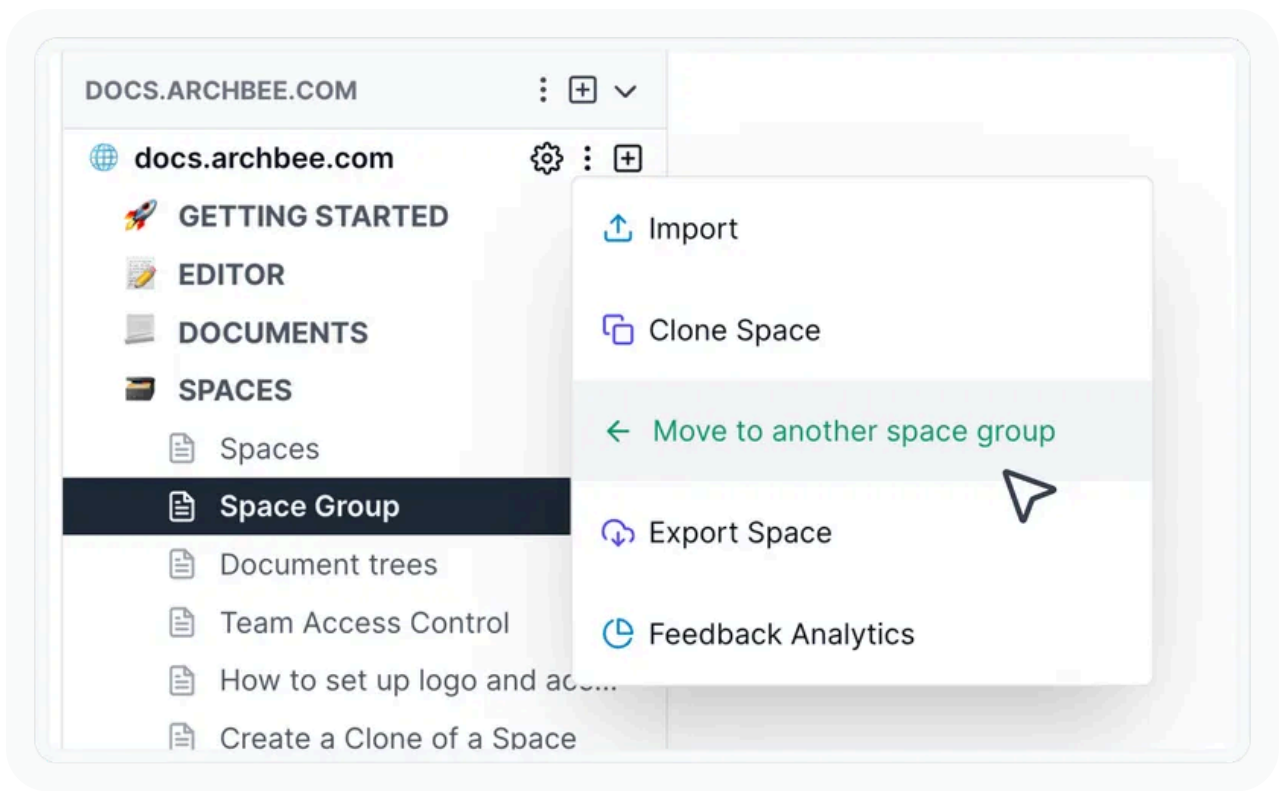 DOCS.ARCHBEE.COM
docs.archbee.com
GETTING STARTED
EDITOR
DOCUMENTS
SPACES
Spaces
Space Group
Document trees
Team Access Control
How to set up logo and acc...
Create a Clone of a Space
Import
Clone Space
Move to another space group
Export Space
Feedback Analytics